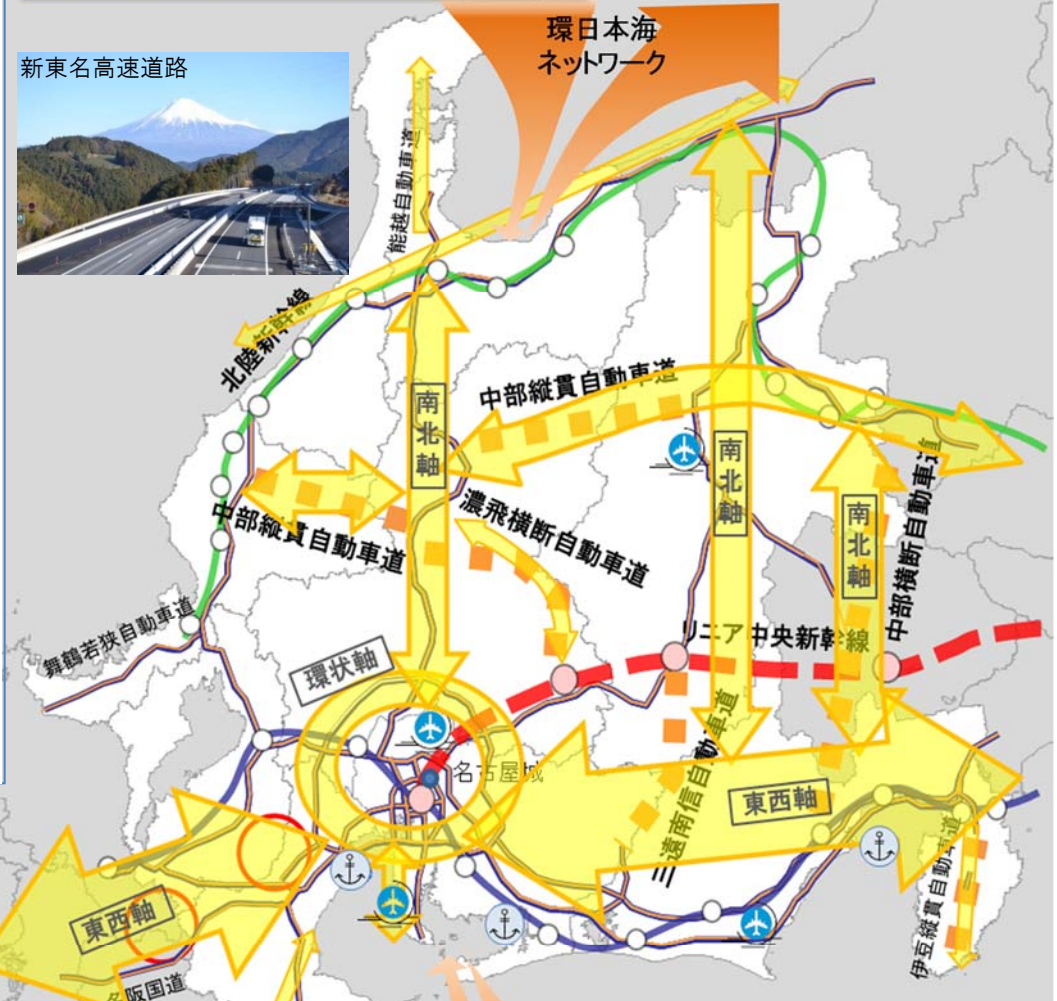 環日本海
ネットワーク
新東名高速道路
能越自動車道
北陸新幹線
南北軸
中部縦貫自動車道
南北軸
南北軸
中部横断自動車道
中部縦貫自動車道
濃飛横断自動車道
舞鶴若狭自動車道
リニア中央新幹線
環状軸
名古屋城
三遠南信自動車道
東西軸
東西軸
伊豆縦貫自動車道
阪国道